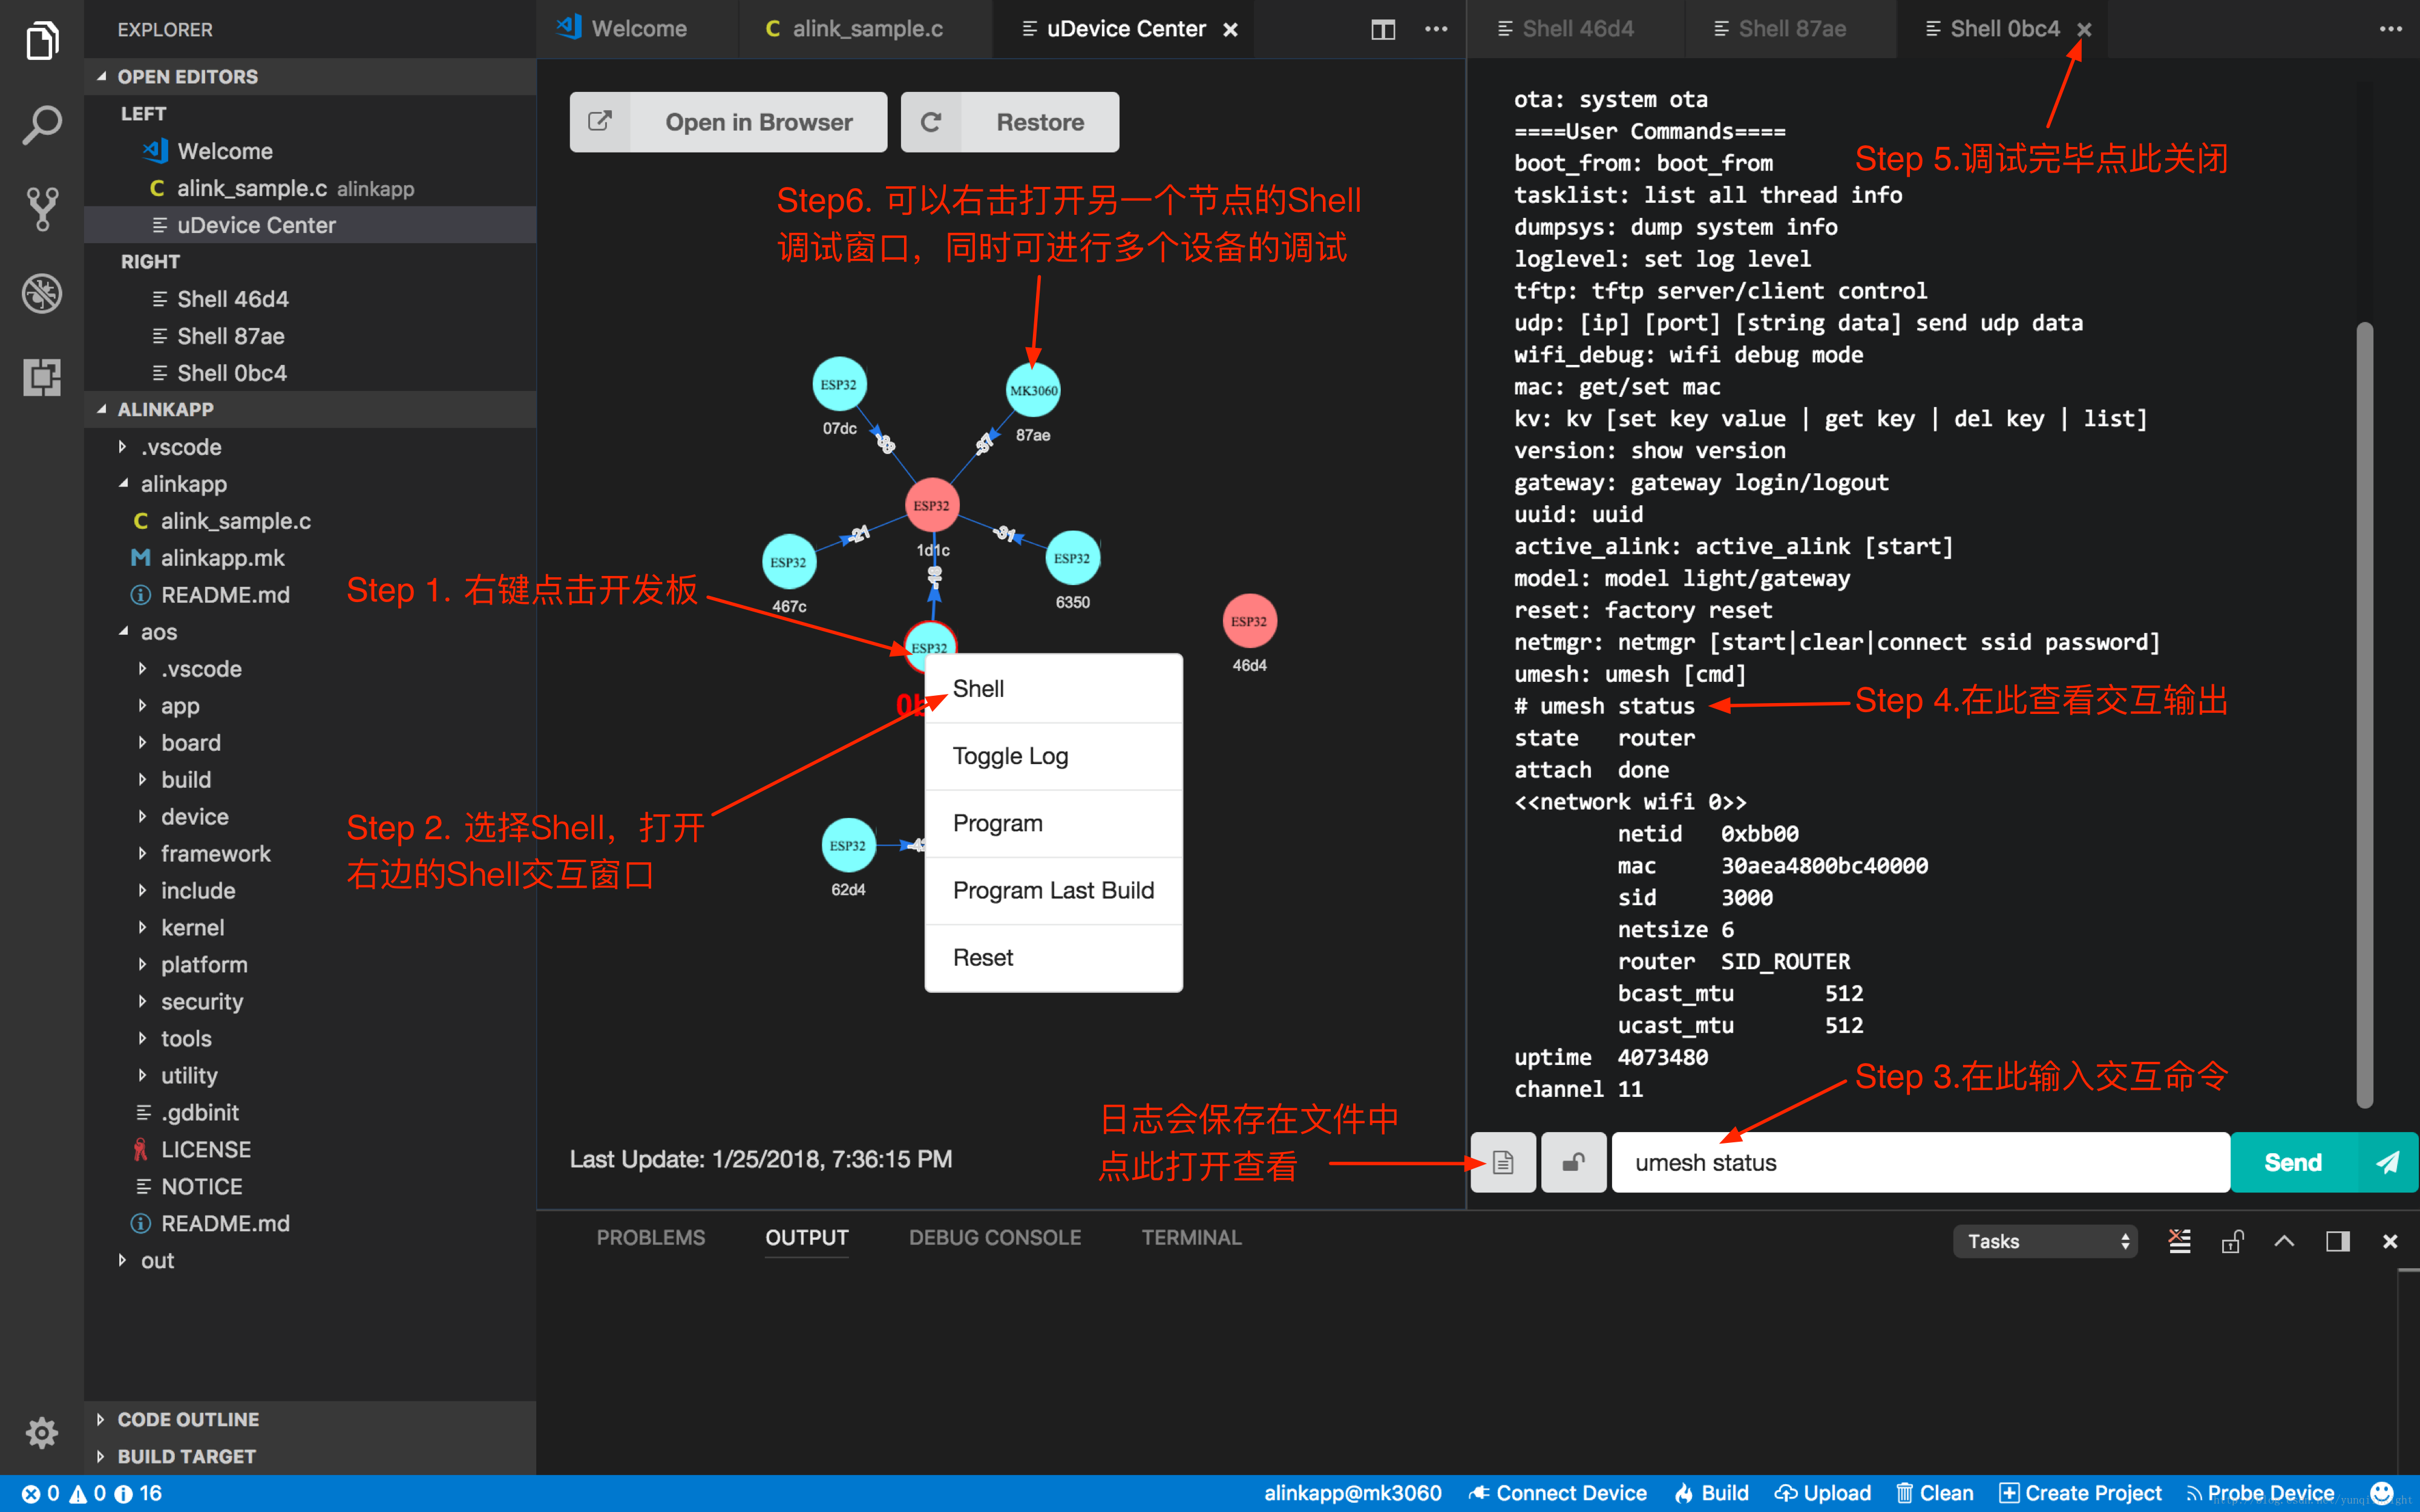 EXPLORER
OPEN EDITORS
LEFT
Welcome
alink_sample.c alinkapp
uDevice Center
RIGHT
Shell 46d4
Shell 87ae
Shell 0bc4
ALINKAPP
.vscode
alinkapp
alink_sample.c
alinkapp.mk
README.md
aos
.vscode
app
board
build
device
framework
include
kernel
platform
security
tools
utility
.gdbinit
LICENSE
NOTICE
README.md
out
CODE OUTLINE
BUILD TARGET
Welcome
alink_sample.c
uDevice Center
Open in Browser
Restore
Step6. 可以右击打开另一个节点的Shell
调试窗口，同时可进行多个设备的调试
ESP32
07dc
MK3060
87ae
ESP32
1d1c
ESP32
467c
ESP32
6350
ESP32
46d4
ESP32
ESP32
62d4
Step 1. 右键点击开发板
Step 2. 选择Shell，打开
右边的Shell交互窗口
Shell
Toggle Log
Program
Program Last Build
Reset
Last Update: 1/25/2018, 7:36:15 PM
日志会保存在文件中
点此打开查看
Shell 46d4
Shell 87ae
Shell 0bc4
Step 5.调试完毕点此关闭
ota: system ota
====User Commands====
boot_from: boot_from
tasklist: list all thread info
dumpsys: dump system info
loglevel: set log level
tftp: tftp server/client control
udp: [ip] [port] [string data] send udp data
wifi_debug: wifi debug mode
mac: get/set mac
kv: kv [set key value | get key | del key | list]
version: show version
gateway: gateway login/logout
uuid: uuid
active_alink: active_alink [start]
model: model light/gateway
reset: factory reset
netmgr: netmgr [start|clear|connect ssid password]
umesh: umesh [cmd]
# umesh status
Step 4.在此查看交互输出
state router
attach done
<<network wifi 0>>
netid 0xbb00
mac 30aea4800bc40000
sid 3000
netsize 6
router SID_ROUTER
bcast_mtu 512
ucast_mtu 512
uptime 4073480
channel 11
Step 3.在此输入交互命令
umesh status
Send
PROBLEMS
OUTPUT
DEBUG CONSOLE
TERMINAL
Tasks
0 0 16
alinkapp@mk3060
Connect Device
Build
Upload
Clean
Create Project
Probe Device